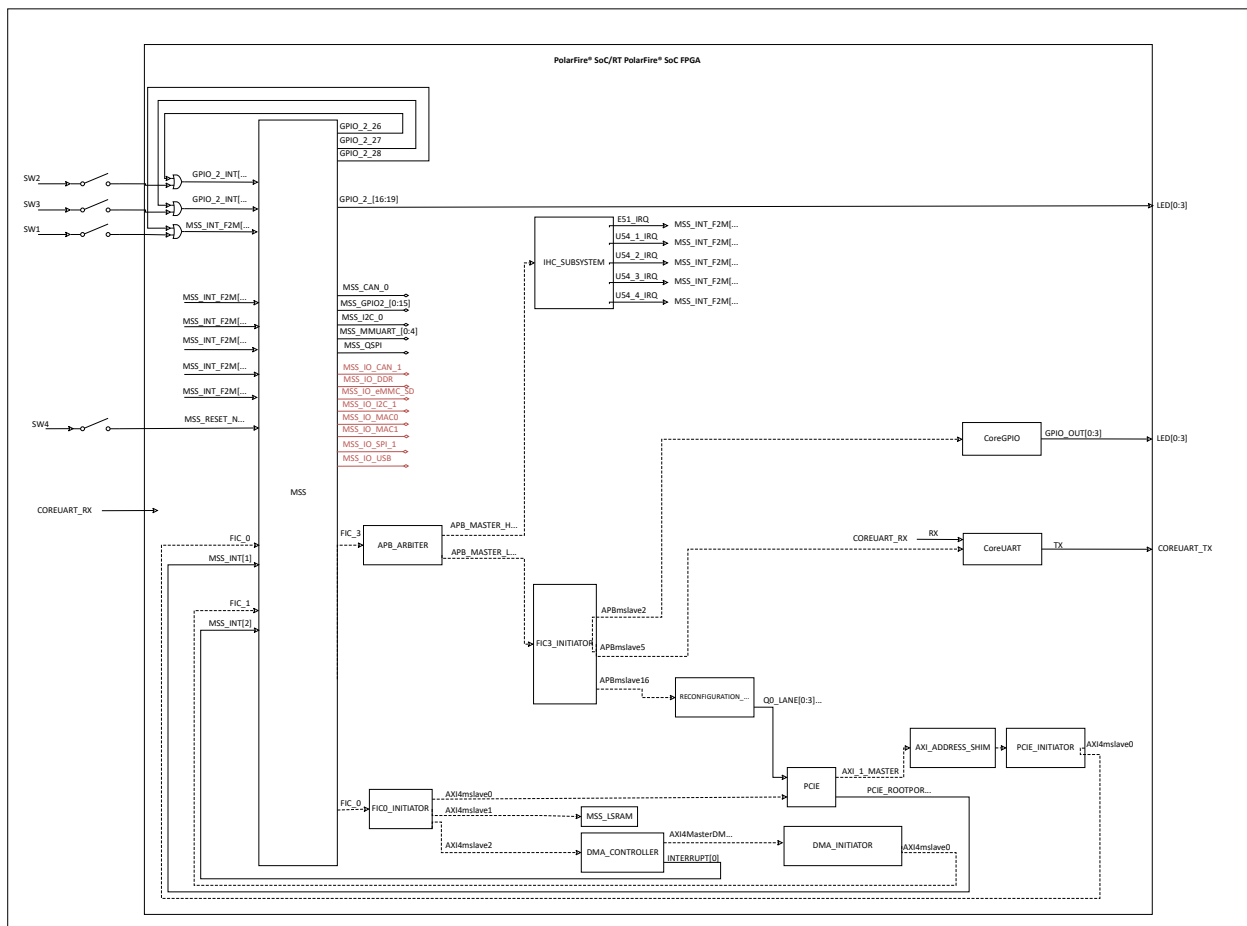 PolarFire® SoC/RT PolarFire® SoC FPGA
GPIO_2_26
GPIO_2_27
GPIO_2_28
SW2
GPIO_2_INT[...
SW3
GPIO_2_INT[...
SW1
MSS_INT_F2M[...
GPIO_2_[16:19]
LED[0:3]
IHC_SUBSYSTEM
E51_IRQ
MSS_INT_F2M[...
U54_1_IRQ
MSS_INT_F2M[...
U54_2_IRQ
MSS_INT_F2M[...
U54_3_IRQ
MSS_INT_F2M[...
U54_4_IRQ
MSS_INT_F2M[...
MSS_INT_F2M[...
MSS_INT_F2M[...
MSS_INT_F2M[...
MSS_INT_F2M[...
MSS_INT_F2M[...
MSS_CAN_0
MSS_GPIO2_[0:15]
MSS_I2C_0
MSS_MMUART_[0:4]
MSS_QSPI
MSS_IO_CAN_1
MSS_IO_DDR
MSS_IO_eMMC_SD
MSS_IO_I2C_1
MSS_IO_MAC0
MSS_IO_MAC1
MSS_IO_SPI_1
MSS_IO_USB
SW4
MSS_RESET_N...
MSS
CoreGPIO
GPIO_OUT[0:3]
LED[0:3]
COREUART_RX
FIC_0
MSS_INT[1]
FIC_1
MSS_INT[2]
FIC_3
APB_ARBITER
APB_MASTER_H...
APB_MASTER_L...
COREUART_RX
RX
CoreUART
TX
COREUART_TX
FIC3_INITIATOR
APBmslave2
APBmslave5
APBmslave16
RECONFIGURATION_...
Q0_LANE[0:3]...
AXI_ADDRESS_SHIM
PCIE_INITIATOR
AXI4mslave0
PCIE
AXI_1_MASTER
PCIE_ROOTPOR...
FIC_0
FIC0_INITIATOR
AXI4mslave0
AXI4mslave1
MSS_LSRAM
AXI4mslave2
DMA_CONTROLLER
AXI4MasterDM...
INTERRUPT[0]
DMA_INITIATOR
AXI4mslave0